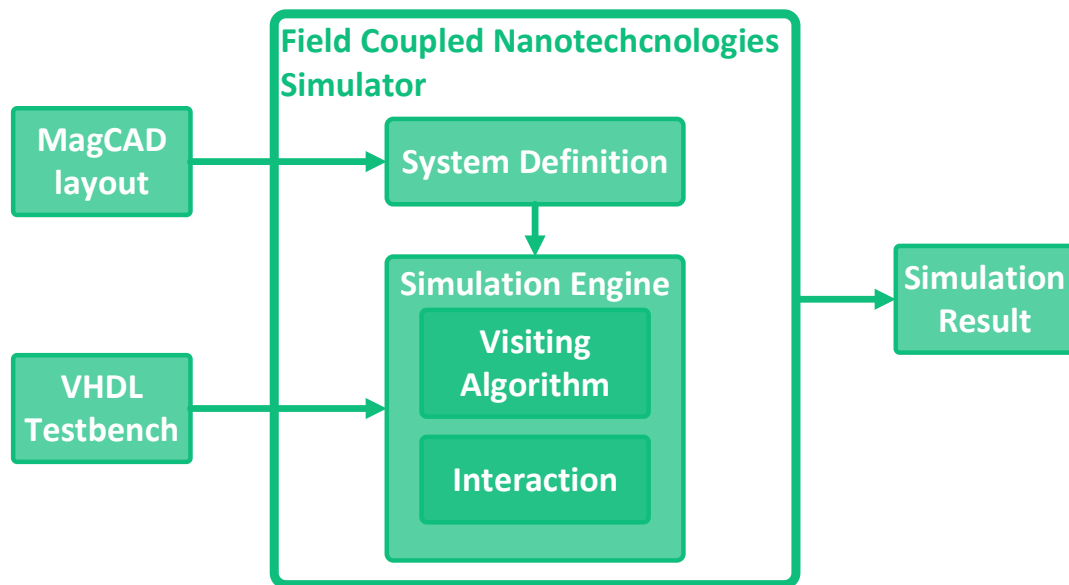 Field Coupled Nanotechcnologies
Simulator
MagCAD
layout
System Definition
Simulation Engine
Visiting
Algorithm
Interaction
VHDL
Testbench
Simulation
Result